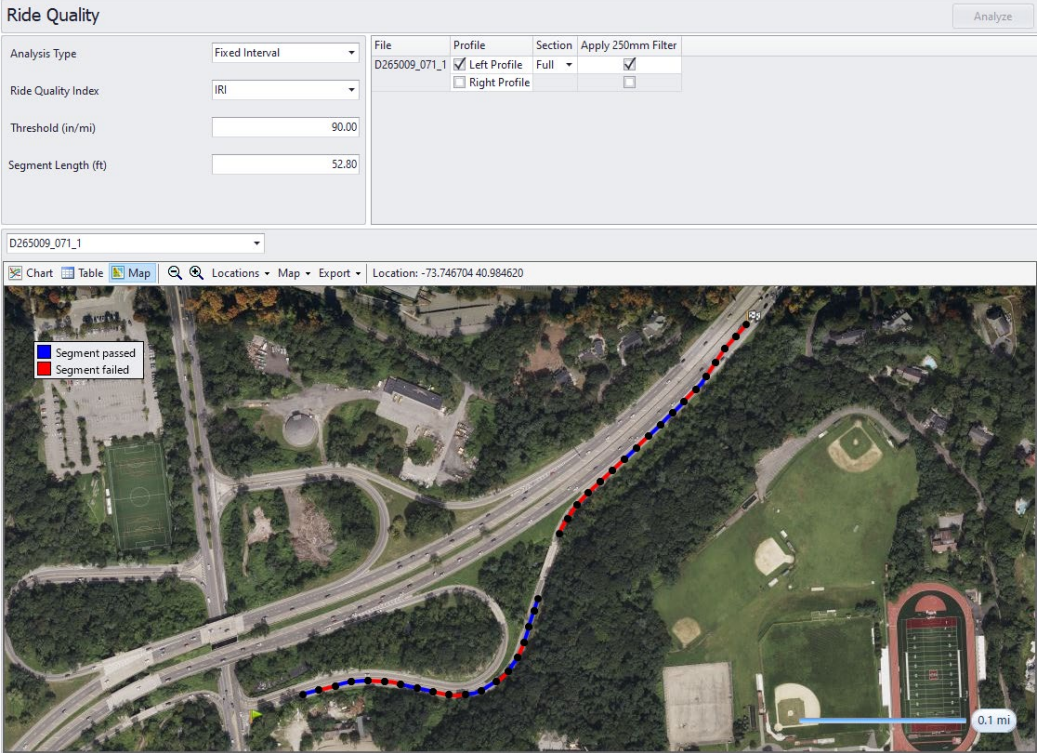 Ride Quality
Analyze
Analysis Type
Fixed Interval
Ride Quality Index
IRI
Threshold (in/mi)
90.00
Segment Length (ft)
52.80
File Profile Section Apply 250mm Filter
D265009_071_1 Left Profile Full
Right Profile
D265009_071_1
Chart Table Map Locations Map Export Location: -73.746704 40.984620
Segment passed
Segment failed
0.1 mi